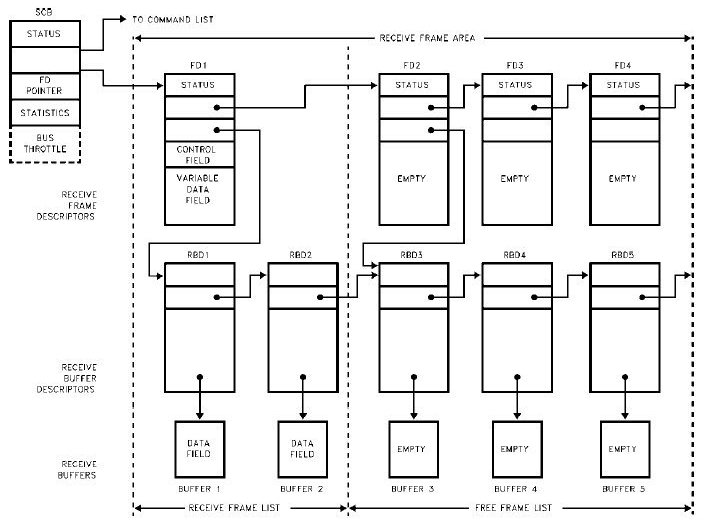 SCB
TO COMMAND LIST
STATUS
RECEIVE FRAME AREA
FD1
FD2
FD3
FD4
FD
POINTER
STATUS
STATUS
STATUS
STATUS
STATISTICS
BUS
THROTTLE
CONTROL
FIELD
VARIABLE
DATA
FIELD
EMPTY
EMPTY
EMPTY
RECEIVE
FRAME
DESCRIPTORS
RBD1
RBD2
RBD3
RBD4
RBD5
RECEIVE
BUFFER
DESCRIPTORS
DATA
FIELD
DATA
FIELD
EMPTY
EMPTY
EMPTY
RECEIVE
BUFFERS
BUFFER 1
BUFFER 2
BUFFER 3
BUFFER 4
BUFFER 5
RECEIVE FRAME LIST
FREE FRAME LIST